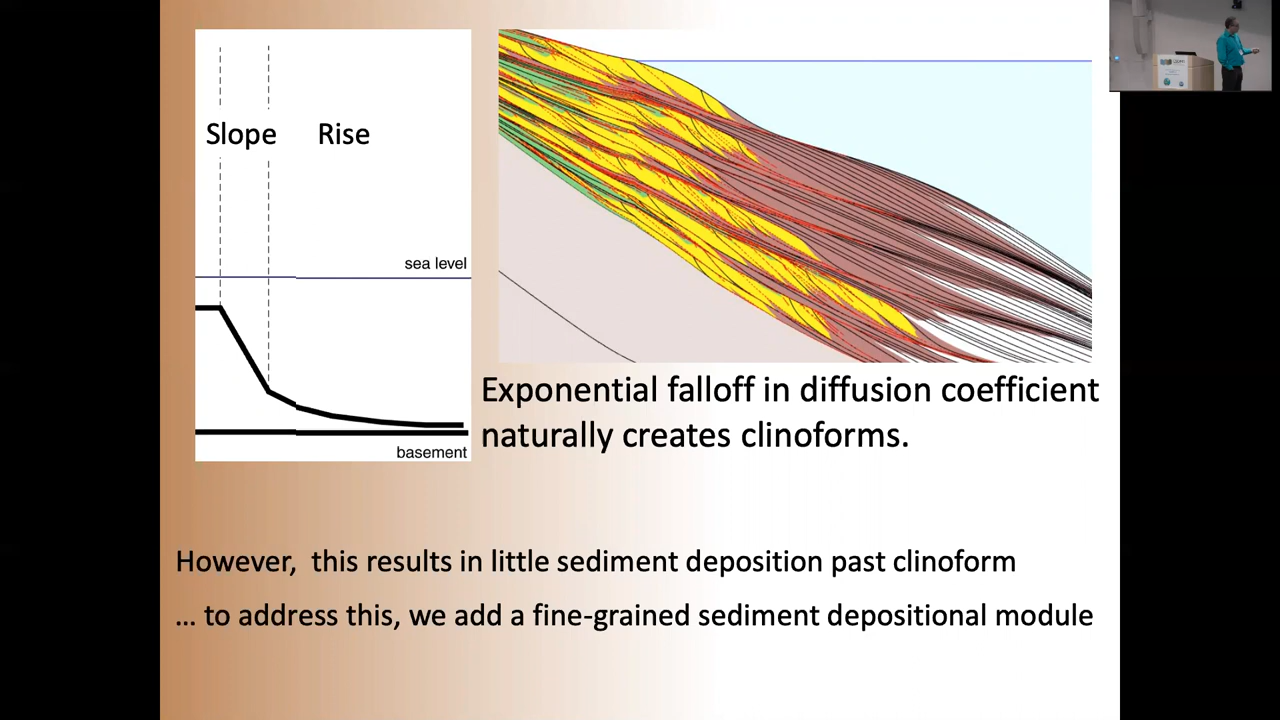 Slope Rise
sea level
basement
Exponential falloff in diffusion coefficient
naturally creates clinoforms.
However, this results in little sediment deposition past clinoform
... to address this, we add a fine-grained sediment depositional module